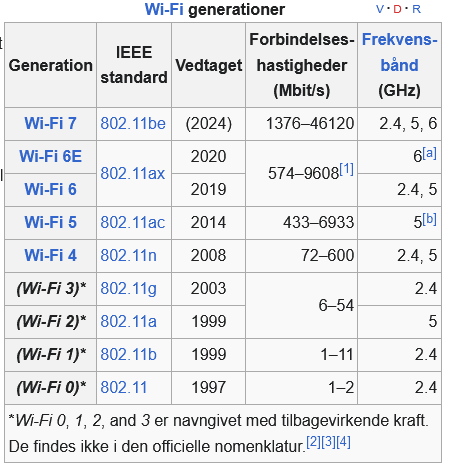 Wi-Fi generationer
V · D · R
Generation IEEE standard Vedtaget Forbindelses-hastigheder (Mbit/s) Frekvens-bånd (GHz)
Wi-Fi 7 802.11be (2024) 1376–46120 2.4, 5, 6
Wi-Fi 6E 802.11ax 2020 574–9608[1] 6[a]
Wi-Fi 6 2019 2.4, 5
Wi-Fi 5 802.11ac 2014 433–6933 5[b]
Wi-Fi 4 802.11n 2008 72–600 2.4, 5
(Wi-Fi 3)* 802.11g 2003 6–54 2.4
(Wi-Fi 2)* 802.11a 1999 5
(Wi-Fi 1)* 802.11b 1999 1–11 2.4
(Wi-Fi 0)* 802.11 1997 1–2 2.4
*Wi-Fi 0, 1, 2, and 3 er navngivet med tilbagevirkende kraft.
De findes ikke i den officielle nomenklatur.[2][3][4]